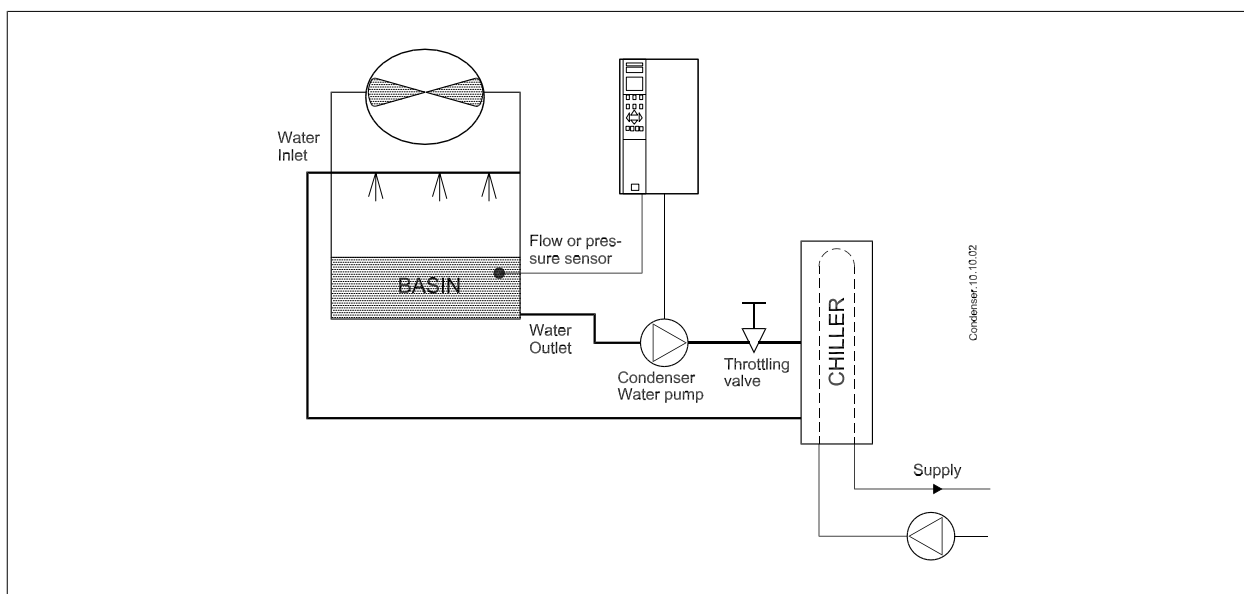 Water
Inlet
Flow or pres-
sure sensor
BASIN
Water
Outlet
Condenser
Water pump
Throttling
valve
CHILLER
Supply
Condenser.10.10.02